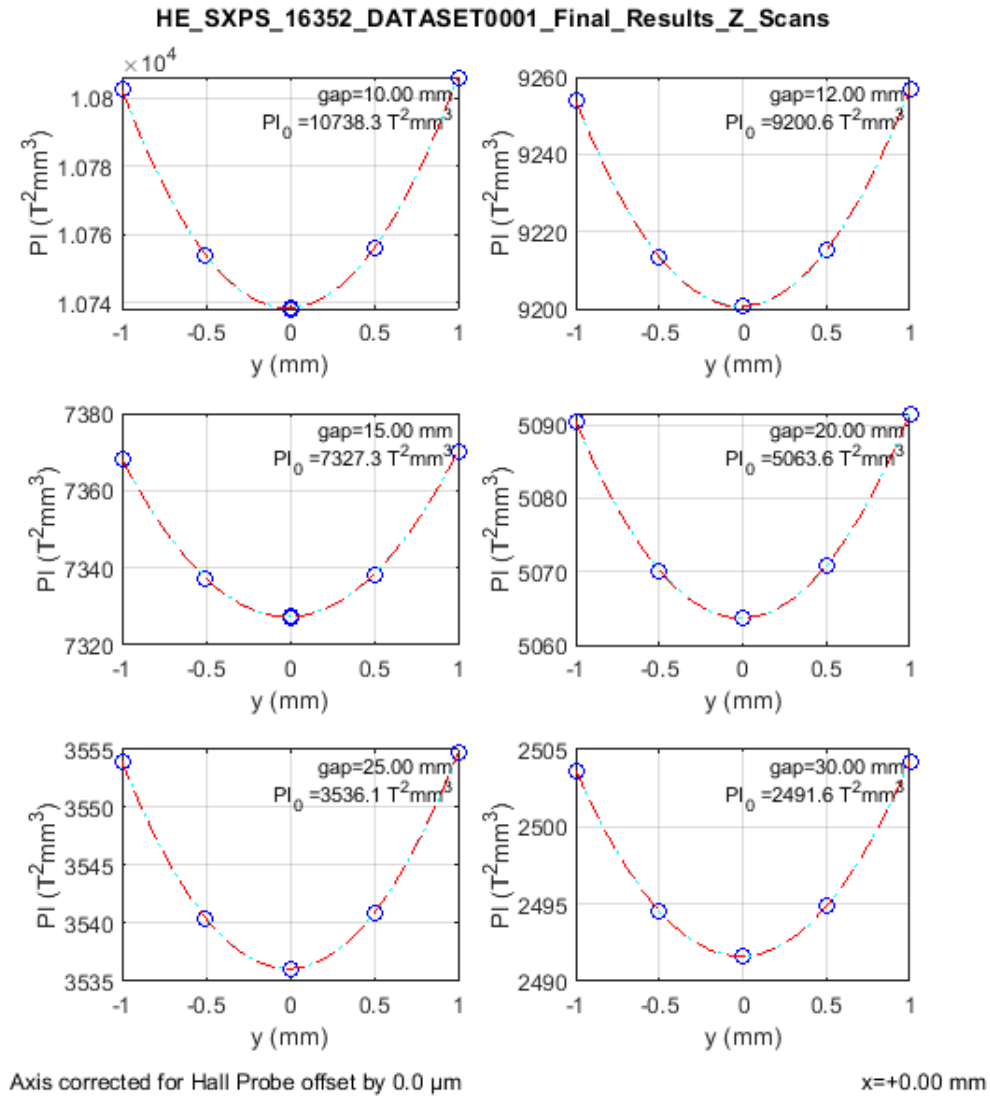 HE_SXPS_16352_DATASET0001_Final_Results_Z_Scans
×10⁴
gap=10.00 mm
PI₀ =10738.3 T²mm³
PI (T²mm³)
1.08
1.078
1.076
1.074
-1 -0.5 0 0.5 1
y (mm)
gap=12.00 mm
PI₀ =9200.6 T²mm³
PI (T²mm³)
9260
9240
9220
9200
-1 -0.5 0 0.5 1
y (mm)
gap=15.00 mm
PI₀ =7327.3 T²mm³
PI (T²mm³)
7380
7360
7340
7320
-1 -0.5 0 0.5 1
y (mm)
gap=20.00 mm
PI₀ =5063.6 T²mm³
PI (T²mm³)
5090
5080
5070
5060
-1 -0.5 0 0.5 1
y (mm)
gap=25.00 mm
PI₀ =3536.1 T²mm³
PI (T²mm³)
3555
3550
3545
3540
3535
-1 -0.5 0 0.5 1
y (mm)
gap=30.00 mm
PI₀ =2491.6 T²mm³
PI (T²mm³)
2505
2500
2495
2490
-1 -0.5 0 0.5 1
y (mm)
Axis corrected for Hall Probe offset by 0.0 µm
x=+0.00 mm